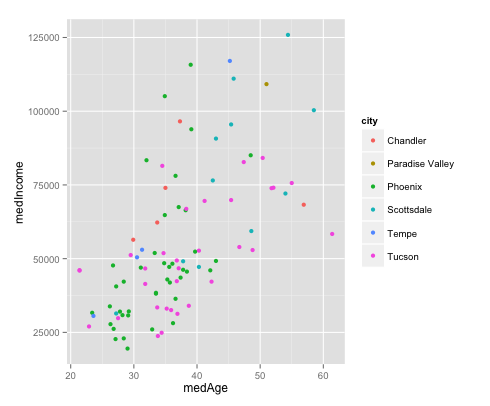 125000
100000
75000
50000
25000
medIncome
20
30
40
50
60
medAge
city
Chandler
Paradise Valley
Phoenix
Scottsdale
Tempe
Tucson